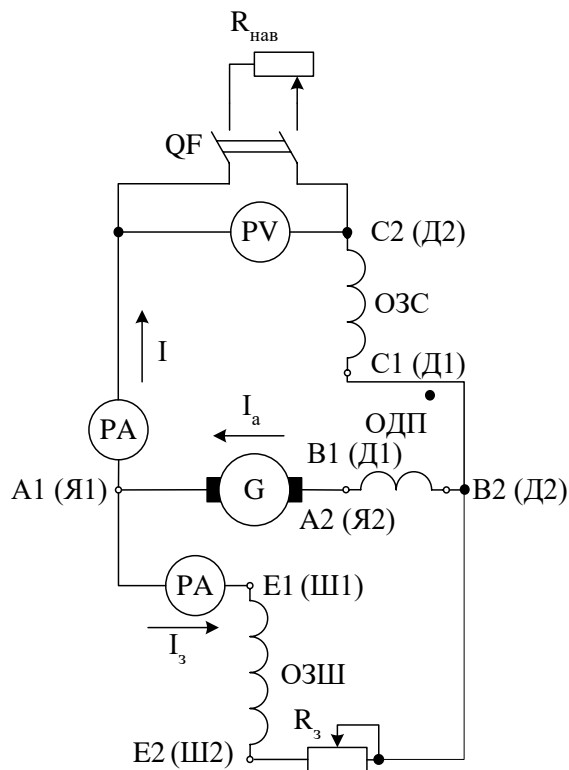 Rнав
QF
PV
C2 (Д2)
ОЗС
I
C1 (Д1)
PA
Iа
ОДП
B1 (Д1)
A1 (Я1)
G
A2 (Я2)
B2 (Д2)
PA
E1 (Ш1)
Iз
ОЗШ
Rз
E2 (Ш2)